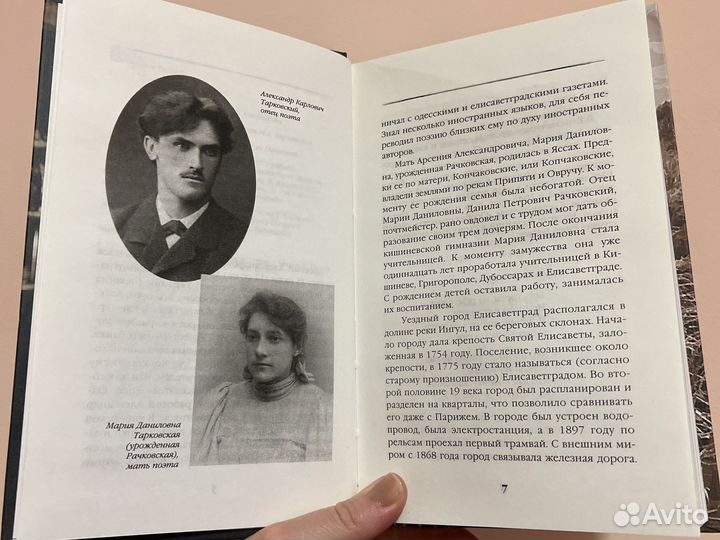 Александр Карлович
Тарковский,
отец поэта
Мария Даниловна
Тарковская
(урожденная
Рачковская),
мать поэта
ничал с одесскими и елисаветградскими газетами.
Знал несколько иностранных языков, для себя пе-
реводил поэзию близких ему по духу иностранных
авторов.
Мать Арсения Александровича, Мария Данилов-
на, урожденная Рачковская, родилась в Яссах. Пред-
ки ее по матери, Кончаковские, или Копчаковские,
владели землями по рекам Припяти и Овручу. К мо-
менту ее рождения семья была небогатой. Отец
Марии Даниловны, Данила Петрович Рачковский,
почтмейстер, рано овдовел и с трудом мог дать об-
разование своим трем дочерям. После окончания
кишиневской гимназии Мария Даниловна стала
учительницей. К моменту замужества она уже
одиннадцать лет проработала учительницей в Ки-
шиневе, Григорополе, Дубоссарах и Елисаветграде.
С рождением детей оставила работу, занималась
их воспитанием.
Уездный город Елисаветград располагался в
долине реки Ингул, на ее береговых склонах. Нача-
ло городу дала крепость Святой Елисаветы, зало-
женная в 1754 году. Поселение, возникшее около
крепости, в 1775 году стало называться (согласно
старому произношению) Елисаветградом. Во вто-
рой половине 19 века город был распланирован и
разделен на кварталы, что позволило сравнивать
его даже с Парижем. В городе был устроен водо-
провод, была электростанция, а в 1897 году по
рельсам проехал первый трамвай. С внешним ми-
ром с 1868 года город связывала железная дорога.
7
Avito